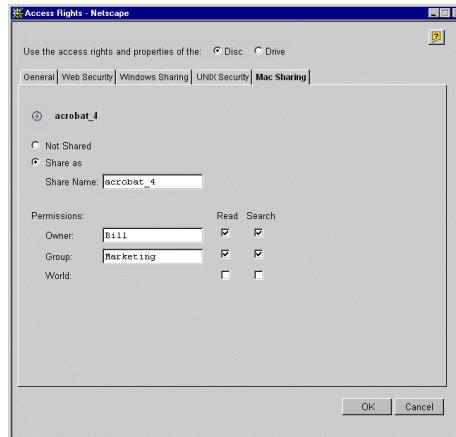 Access Rights - Netscape
?
Use the access rights and properties of the: Disc Drive
General Web Security Windows Sharing UNIX Security Mac Sharing
acrobat_4
Not Shared
Share as
Share Name: acrobat_4
Permissions: Read Search
Owner: Bill
Group: Marketing
World:
OK Cancel